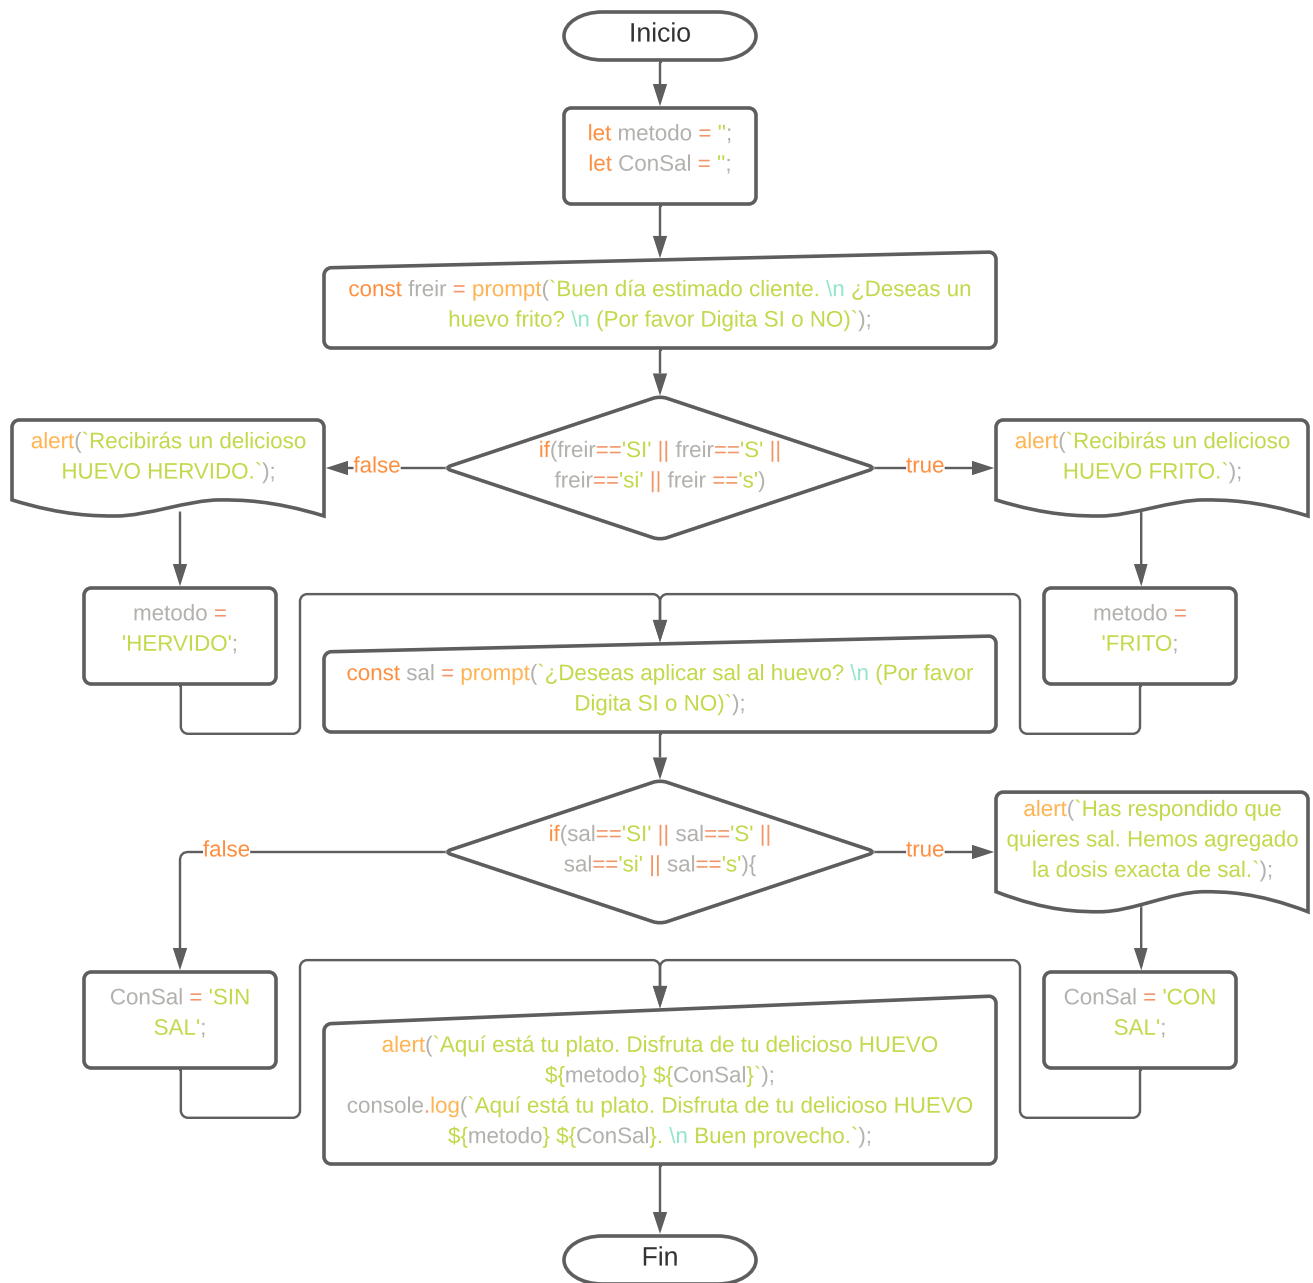 Inicio
let metodo = '';
let ConSal = '';
const freir = prompt(`Buen día estimado cliente. \n ¿Deseas un
huevo frito? \n (Por favor Digita SI o NO)`);
alert(`Recibirás un delicioso
HUEVO HERVIDO.`);
false
if(freir=='SI' || freir=='S' ||
freir=='si' || freir =='s')
true
alert(`Recibirás un delicioso
HUEVO FRITO.`);
metodo =
'HERVIDO';
metodo =
'FRITO;
const sal = prompt(`¿Deseas aplicar sal al huevo? \n (Por favor
Digita SI o NO)`);
false
if(sal=='SI' || sal=='S' ||
sal=='si' || sal=='s'){
true
alert(`Has respondido que
quieres sal. Hemos agregado
la dosis exacta de sal.`);
ConSal = 'SIN
SAL';
ConSal = 'CON
SAL';
alert(`Aquí está tu plato. Disfruta de tu delicioso HUEVO
${metodo} ${ConSal}`);
console.log(`Aquí está tu plato. Disfruta de tu delicioso HUEVO
${metodo} ${ConSal}. \n Buen provecho.`);
Fin